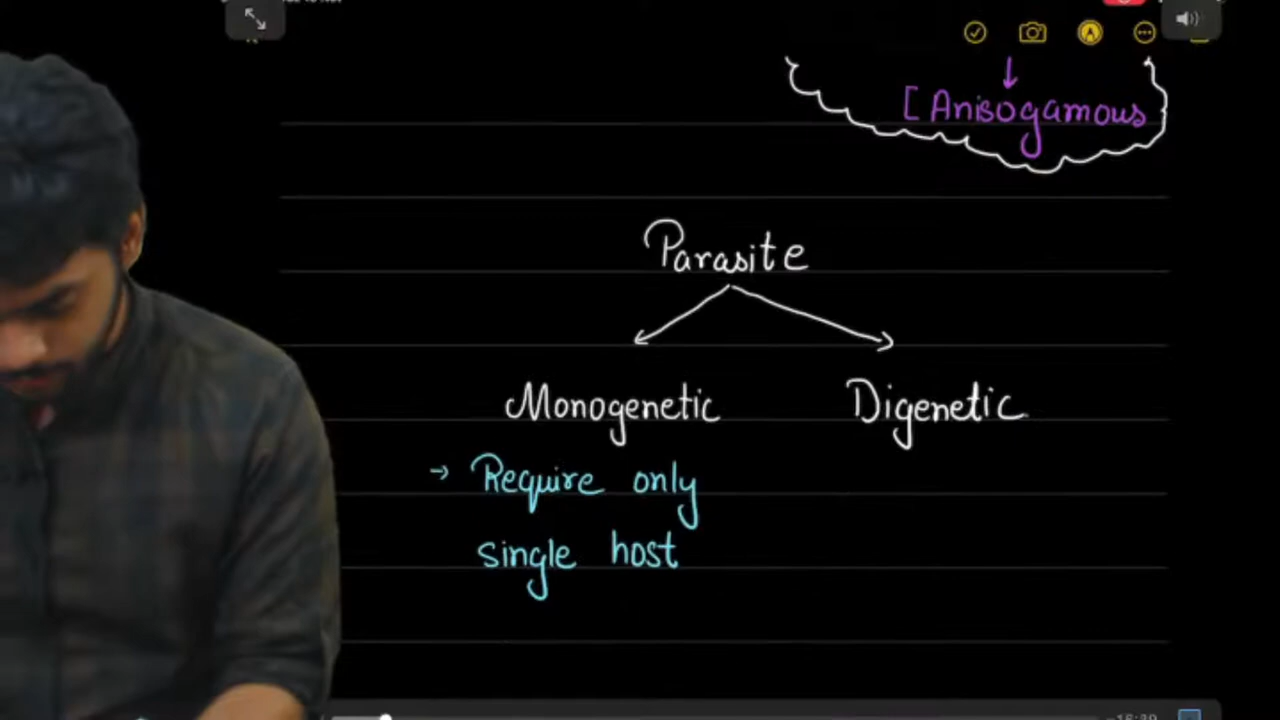 [Anisogamous
Parasite
Monogenetic Digenetic
→ Require only
single host